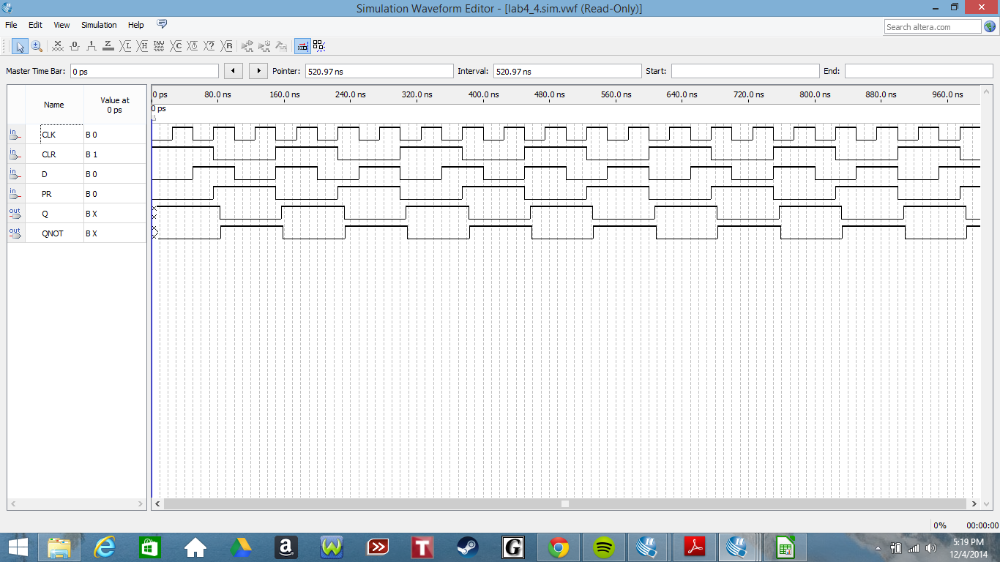 Simulation Waveform Editor - [lab4_4.sim.vwf (Read-Only)]
File Edit View Simulation Help
Search altera.com
Master Time Bar: 0 ps Pointer: 520.97 ns Interval: 520.97 ns Start: End:
Name Value at 0 ps
0 ps 80.0 ns 160.0 ns 240.0 ns 320.0 ns 400.0 ns 480.0 ns 560.0 ns 640.0 ns 720.0 ns 800.0 ns 880.0 ns 960.0 ns
0 ps
in CLK B 0
in CLR B 1
in D B 0
in PR B 0
out Q B X
out QNOT B X
0% 00:00:00
5:19 PM
12/4/2014